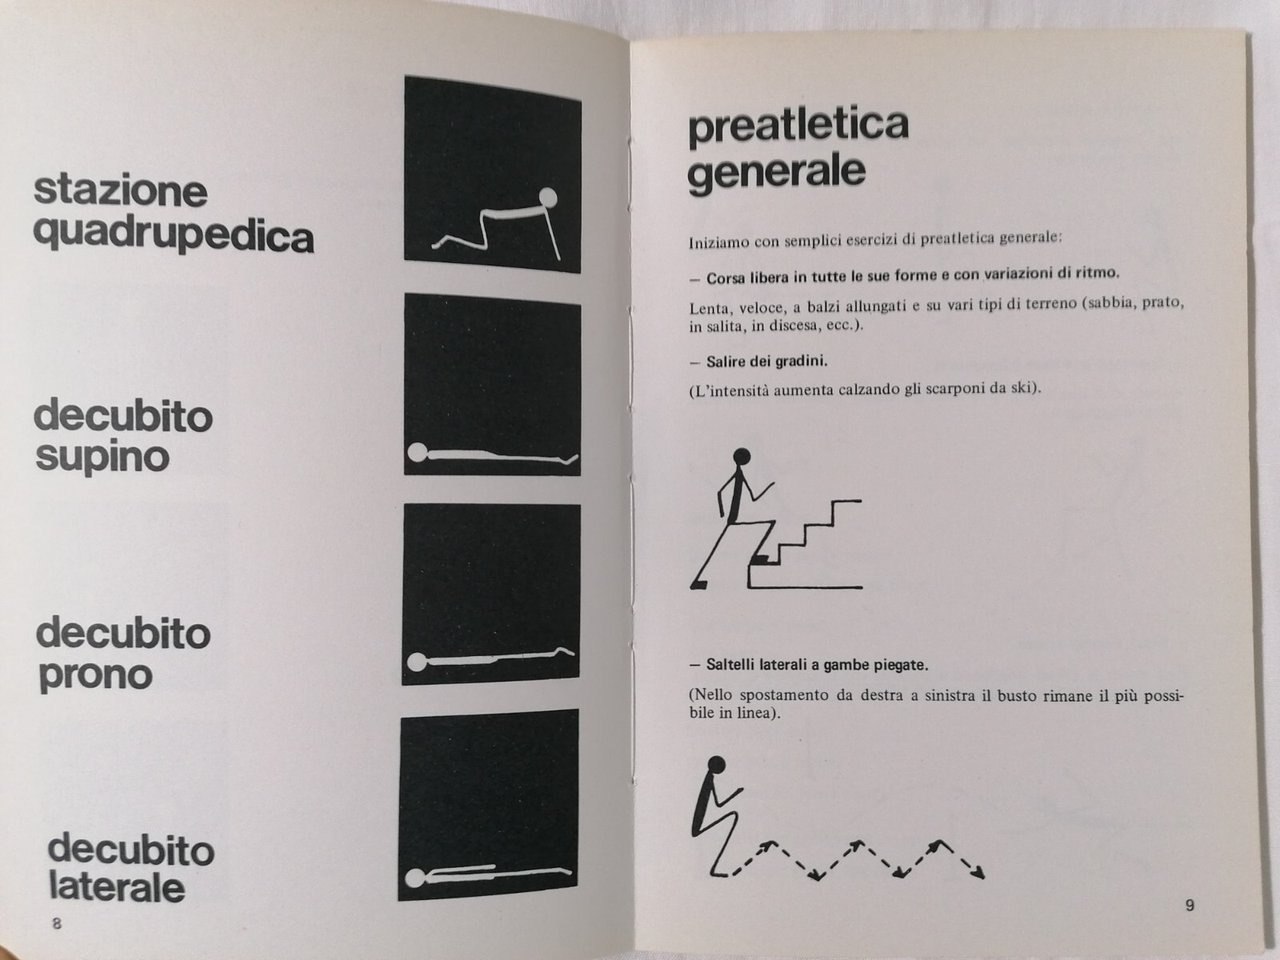 stazione
quadrupedica
decubito
supino
decubito
prono
decubito
laterale
8
preatletica
generale
Iniziamo con semplici esercizi di preatletica generale:
— Corsa libera in tutte le sue forme e con variazioni di ritmo.
Lenta, veloce, a balzi allungati e su vari tipi di terreno (sabbia, prato,
in salita, in discesa, ecc.).
— Salire dei gradini.
(L'intensità aumenta calzando gli scarponi da ski).
— Saltelli laterali a gambe piegate.
(Nello spostamento da destra a sinistra il busto rimane il più possi-
bile in linea).
9